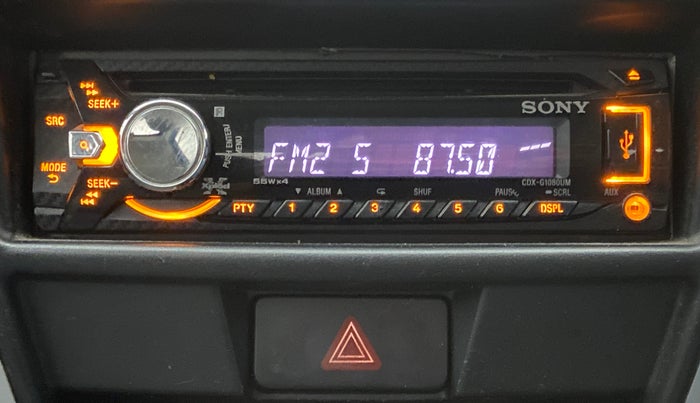 SEEK+
SRC
MODE
SEEK-
PUSH ENTER/
MENU
SONY
FM2 5 87.50
CDX-G1080UM
55W×4
ALBUM
SHUF
PAUSE
SCRL
AUX
PTY 1 2 3 4 5 6 DSPL